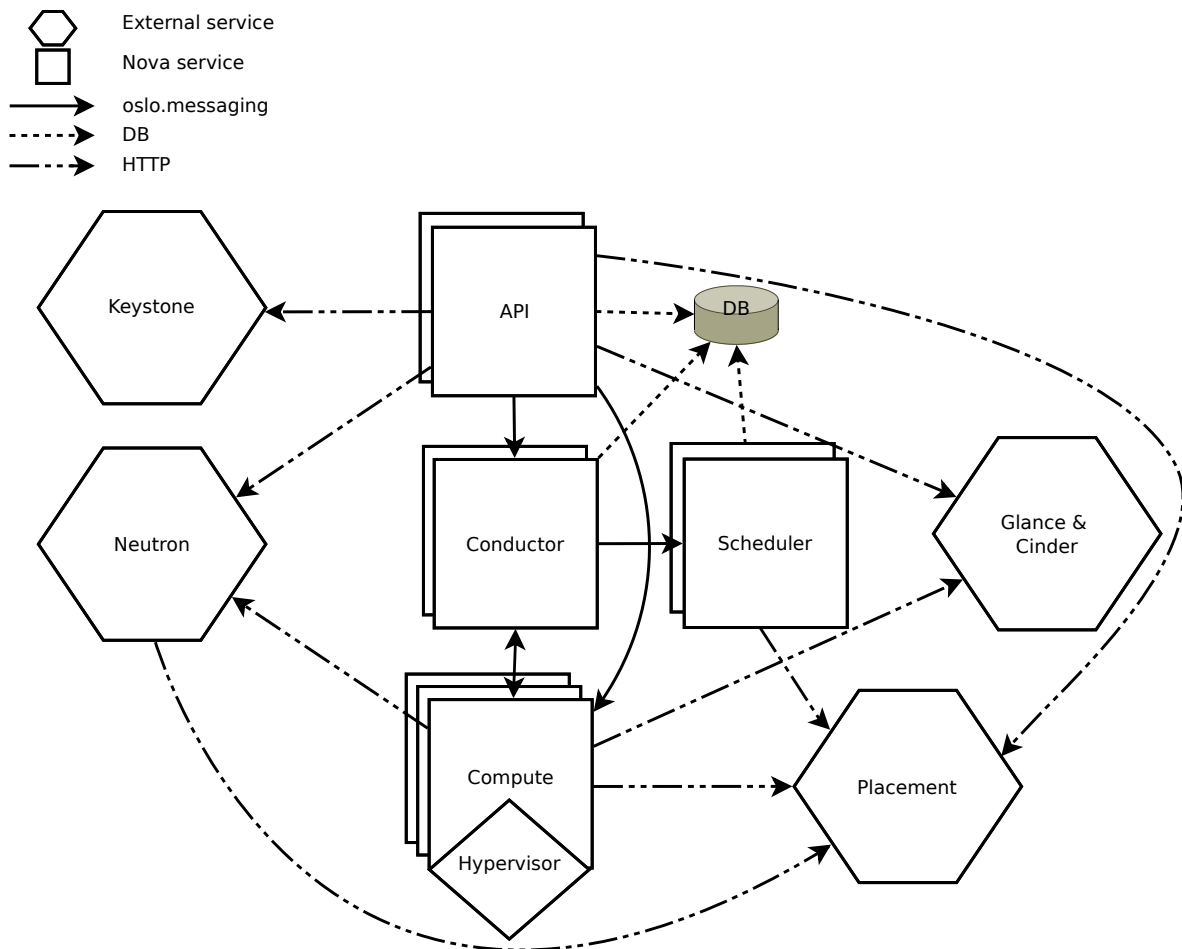 External service
Nova service
oslo.messaging
DB
HTTP
Keystone
API
DB
Neutron
Conductor
Scheduler
Glance &
Cinder
Compute
Placement
Hypervisor